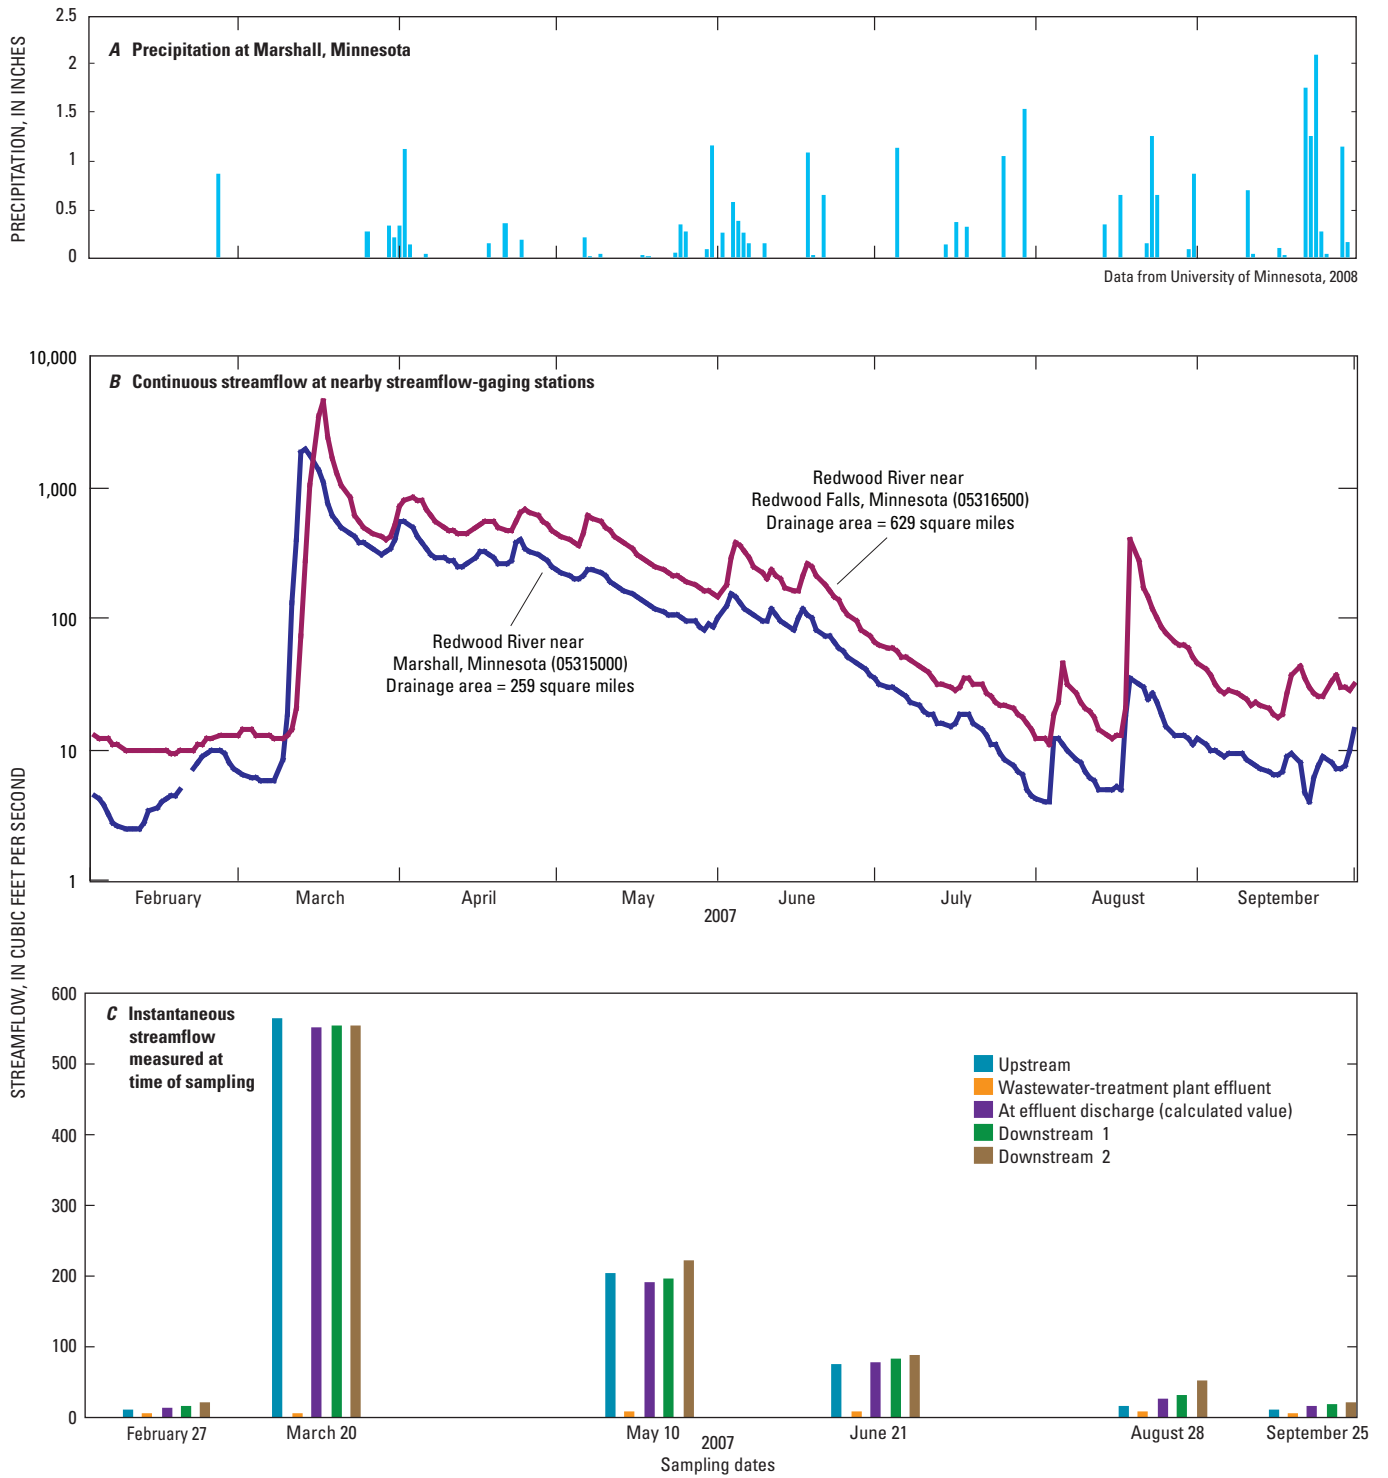 A Precipitation at Marshall, Minnesota
PRECIPITATION, IN INCHES
2.5
2
1.5
1
0.5
0
Data from University of Minnesota, 2008
B Continuous streamflow at nearby streamflow-gaging stations
STREAMFLOW, IN CUBIC FEET PER SECOND
10,000
1,000
100
10
1
Redwood River near
Redwood Falls, Minnesota (05316500)
Drainage area = 629 square miles
Redwood River near
Marshall, Minnesota (05315000)
Drainage area = 259 square miles
February March April May June July August September
2007
C Instantaneous
streamflow
measured at
time of sampling
600
500
400
300
200
100
0
Upstream
Wastewater-treatment plant effluent
At effluent discharge (calculated value)
Downstream 1
Downstream 2
February 27 March 20 May 10 June 21 August 28 September 25
2007
Sampling dates